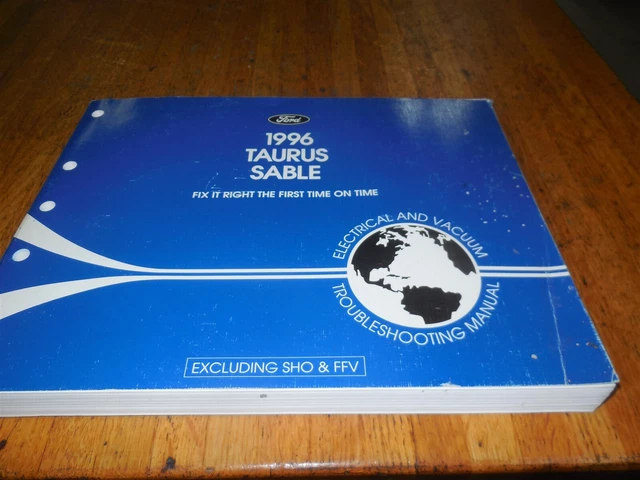 Ford
1996
TAURUS
SABLE
FIX IT RIGHT THE FIRST TIME ON TIME
ELECTRICAL AND VACUUM
TROUBLESHOOTING MANUAL
EXCLUDING SHO & FFV